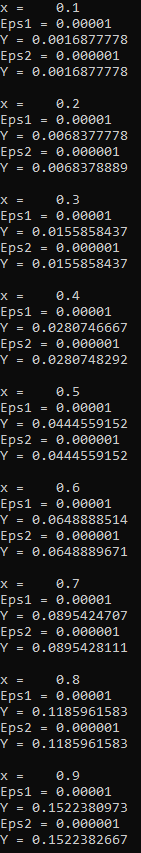 x =    0.1
Eps1 = 0.00001
Y = 0.0016877778
Eps2 = 0.000001
Y = 0.0016877778

x =    0.2
Eps1 = 0.00001
Y = 0.0068377778
Eps2 = 0.000001
Y = 0.0068378889

x =    0.3
Eps1 = 0.00001
Y = 0.0155858437
Eps2 = 0.000001
Y = 0.0155858437

x =    0.4
Eps1 = 0.00001
Y = 0.0280746667
Eps2 = 0.000001
Y = 0.0280748292

x =    0.5
Eps1 = 0.00001
Y = 0.0444559152
Eps2 = 0.000001
Y = 0.0444559152

x =    0.6
Eps1 = 0.00001
Y = 0.0648888514
Eps2 = 0.000001
Y = 0.0648889671

x =    0.7
Eps1 = 0.00001
Y = 0.0895424707
Eps2 = 0.000001
Y = 0.0895428111

x =    0.8
Eps1 = 0.00001
Y = 0.1185961583
Eps2 = 0.000001
Y = 0.1185961583

x =    0.9
Eps1 = 0.00001
Y = 0.1522380973
Eps2 = 0.000001
Y = 0.1522382667